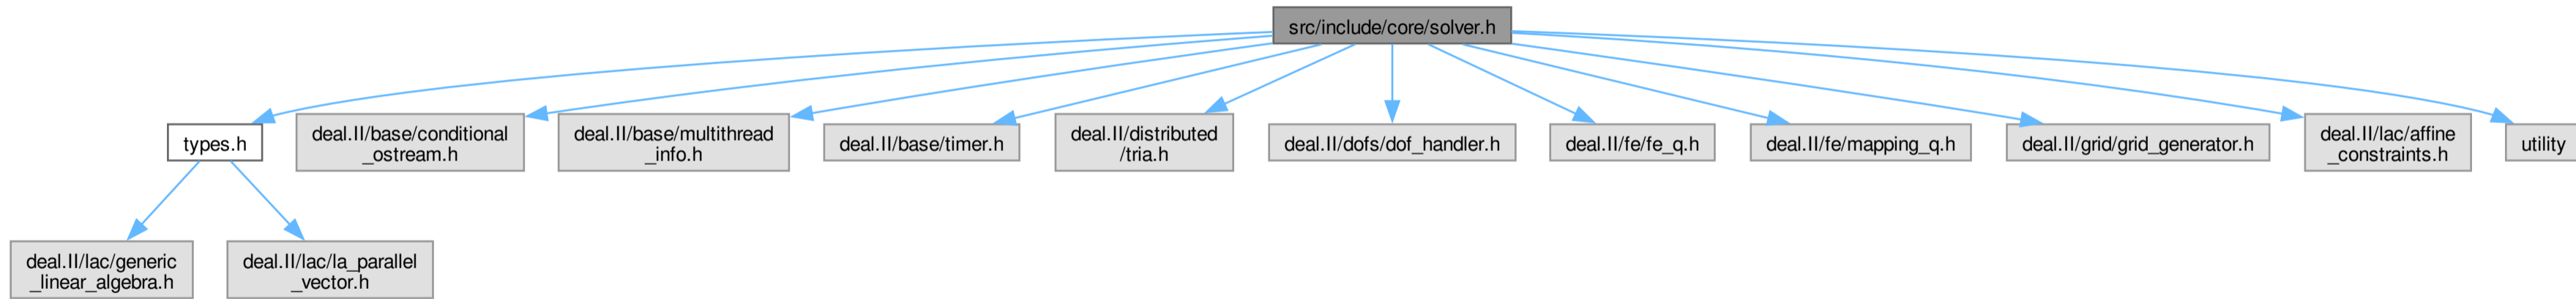 src/include/core/solver.h
types.h
deal.II/base/conditional
_ostream.h
deal.II/base/multithread
_info.h
deal.II/base/timer.h
deal.II/distributed
/tria.h
deal.II/dofs/dof_handler.h
deal.II/fe/fe_q.h
deal.II/fe/mapping_q.h
deal.II/grid/grid_generator.h
deal.II/lac/affine
_constraints.h
utility
deal.II/lac/generic
_linear_algebra.h
deal.II/lac/la_parallel
_vector.h